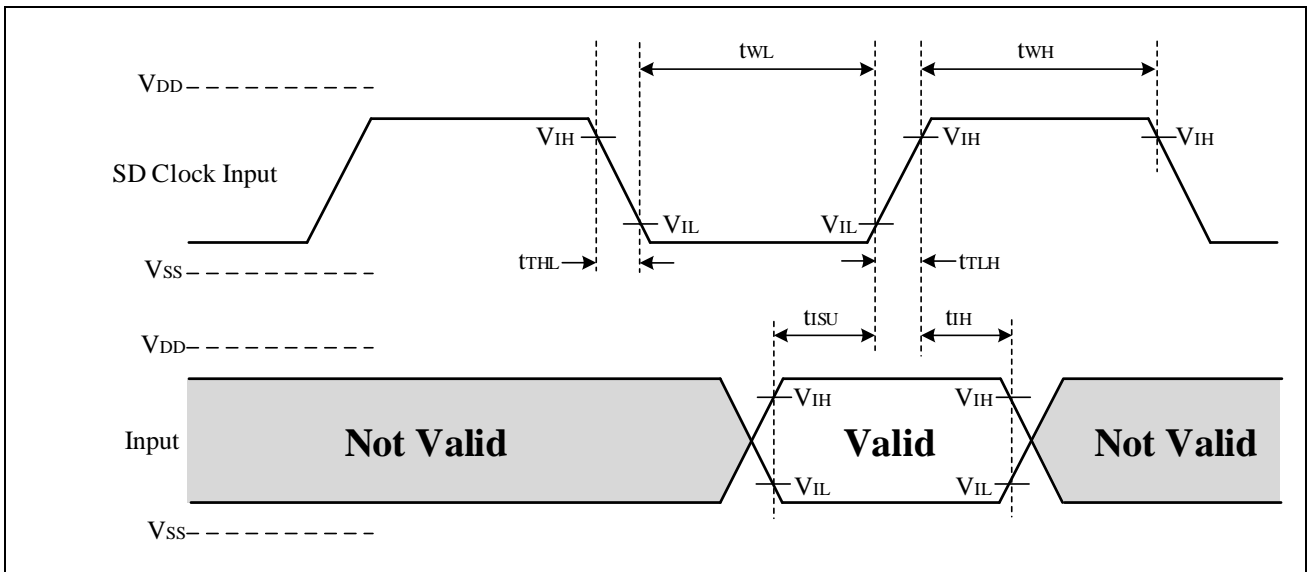 tWL
tWH
VDD
VIH
VIH
VIH
SD Clock Input
VIL
VIL
VSS
tTHL
tTLH
tISU
tIH
VDD
VIH
VIH
Input
Not Valid
Valid
Not Valid
VIL
VIL
VSS